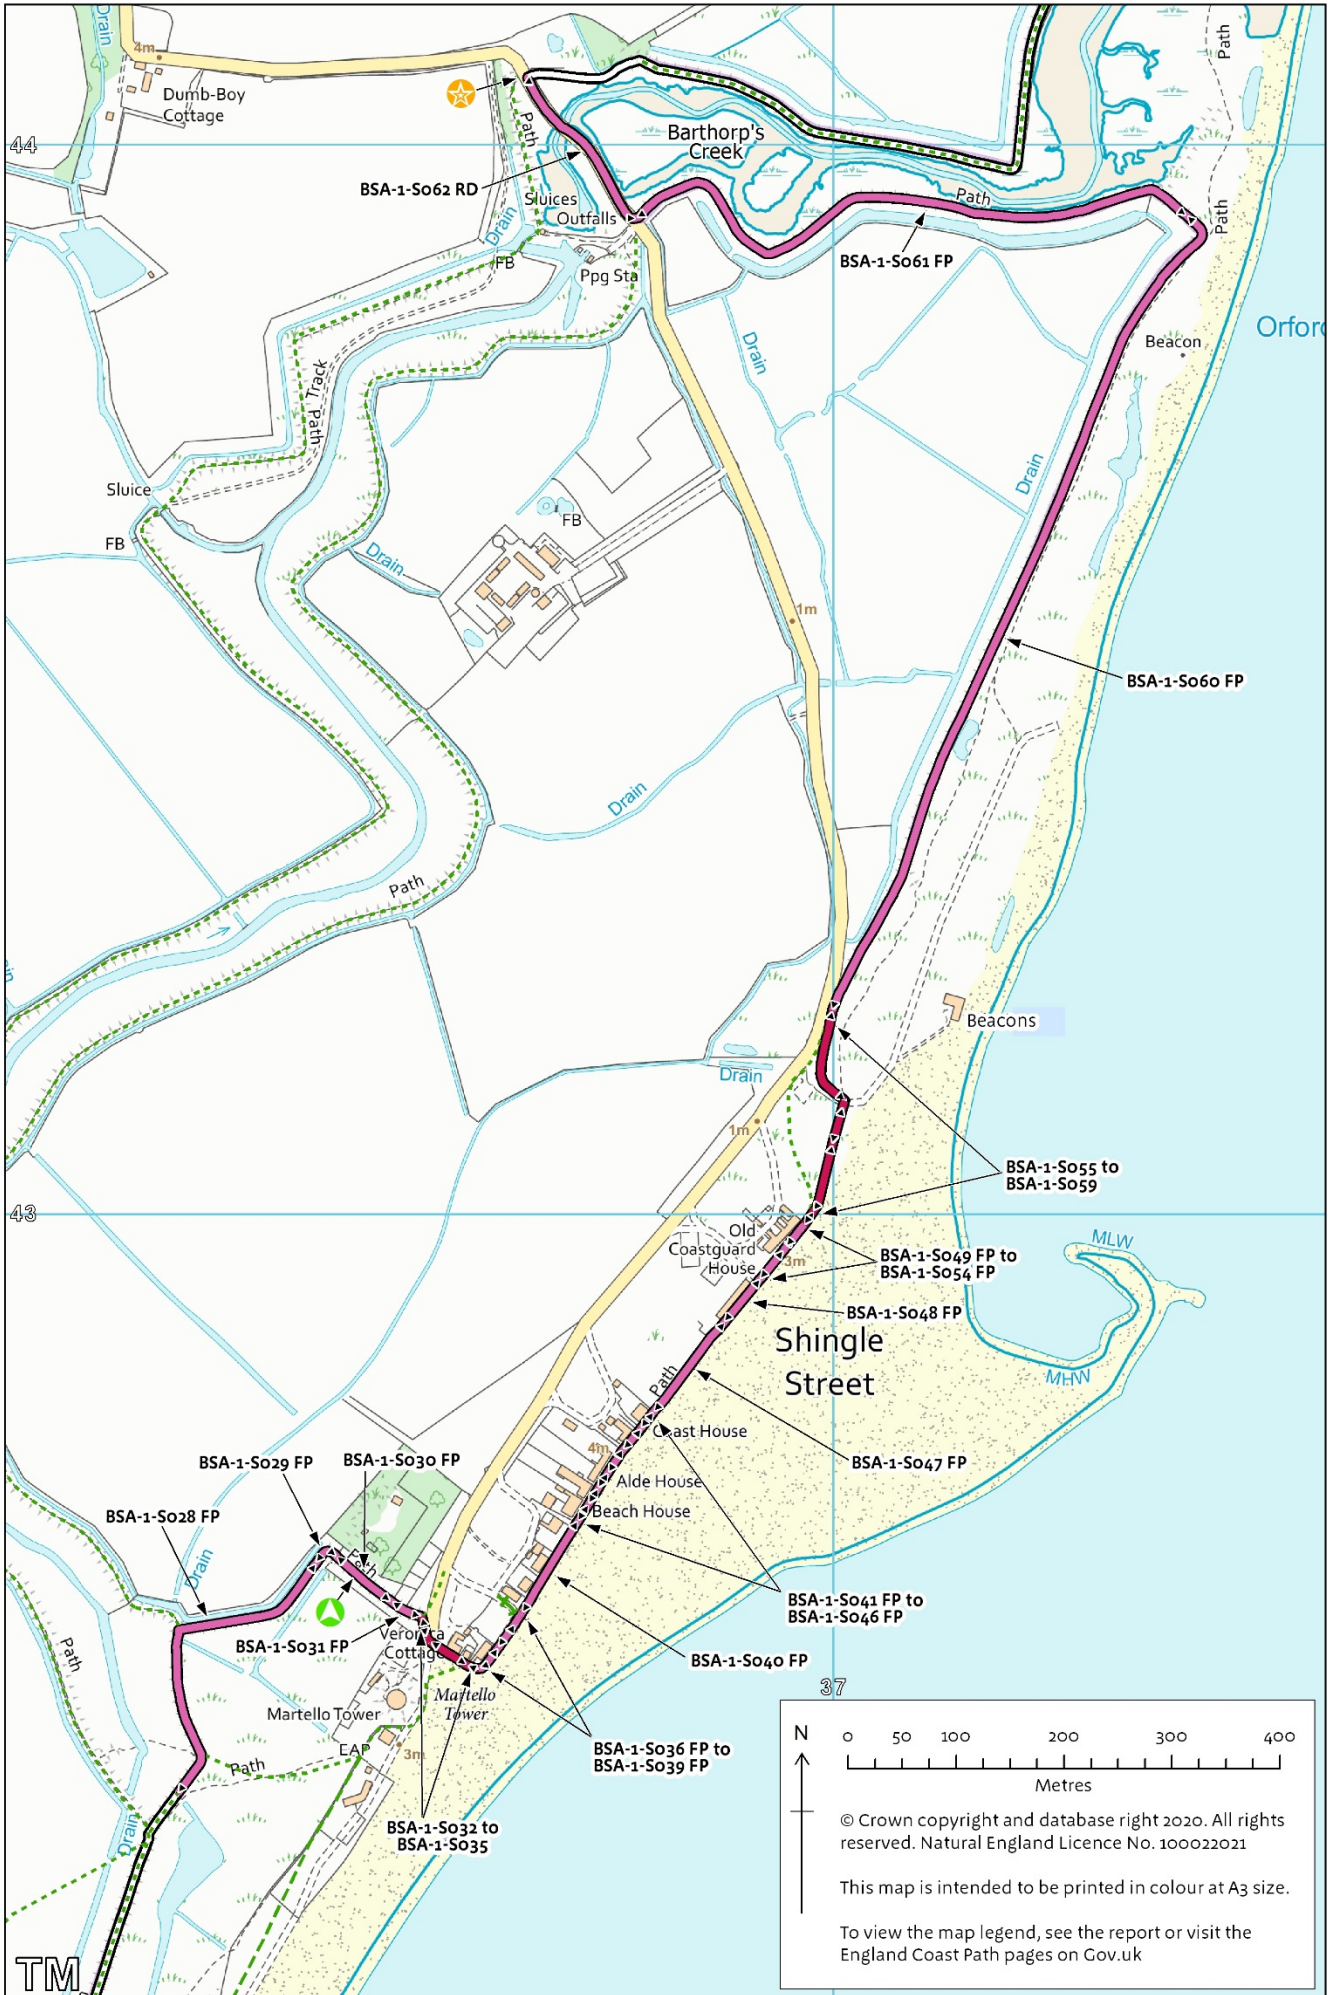 Drain
4m
Path
Dumb-Boy
Cottage
Path
Barthorp's
Creek
44
BSA-1-S062 RD
Sluices
Outfalls
Path
Path
Drain
FB
Ppg Sta
BSA-1-S061 FP
Orford
Beacon
Drain
Track
Path
Drain
Sluice
FB
FB
Drain
1m
BSA-1-S060 FP
Drain
Path
Beacons
Drain
1m
BSA-1-S055 to
BSA-1-S059
43
Old
Coastguard
House
MLW
BSA-1-S049 FP to
BSA-1-S054 FP
3m
BSA-1-S048 FP
Shingle
Street
MHW
Path
Coast House
4m
BSA-1-S029 FP
BSA-1-S030 FP
BSA-1-S047 FP
Alde House
BSA-1-S028 FP
Beach House
Drain
Path
BSA-1-S041 FP to
BSA-1-S046 FP
Path
BSA-1-S031 FP
Veronica
Cottage
BSA-1-S040 FP
37
Martello
Tower
Martello Tower
EAP
3m
Path
BSA-1-S036 FP to
BSA-1-S039 FP
Drain
BSA-1-S032 to
BSA-1-S035
N
0 50 100 200 300 400
Metres
© Crown copyright and database right 2020. All rights
reserved. Natural England Licence No. 100022021
This map is intended to be printed in colour at A3 size.
To view the map legend, see the report or visit the
England Coast Path pages on Gov.uk
TM